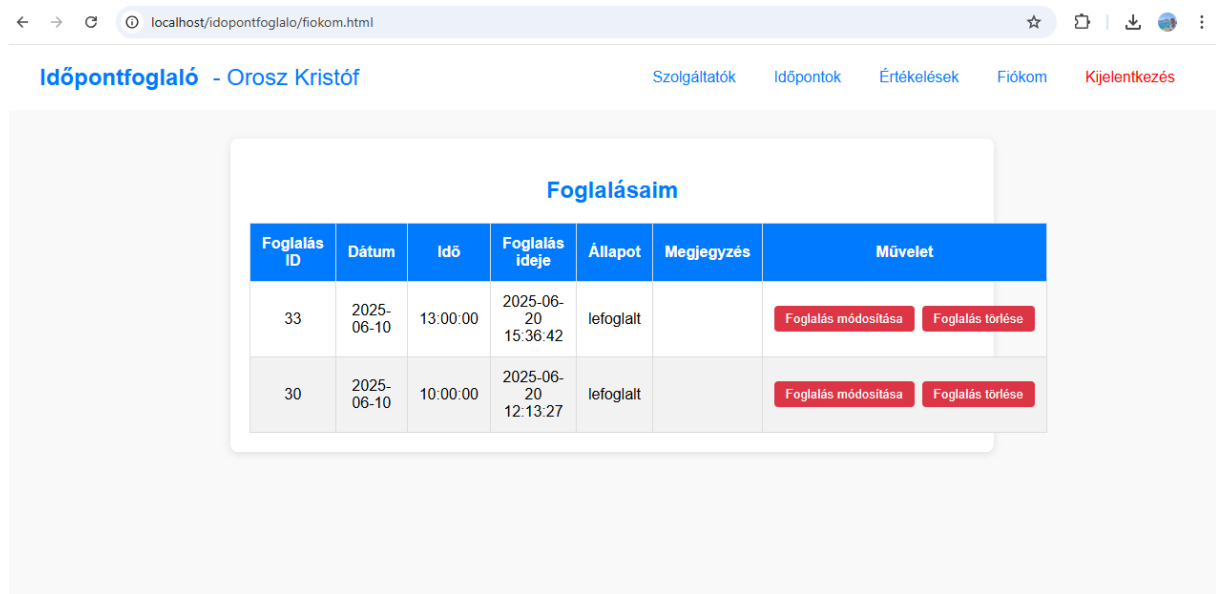 localhost/idopontfoglalo/fiokom.html
Időpontfoglaló - Orosz Kristóf
Szolgáltatók Időpontok Értékelések Fiókom Kijelentkezés
Foglalásaim
Foglalás ID Dátum Idő Foglalás ideje Állapot Megjegyzés Művelet
33 2025-06-10 13:00:00 2025-06-20 15:36:42 lefoglalt Foglalás módosítása Foglalás törlése
30 2025-06-10 10:00:00 2025-06-20 12:13:27 lefoglalt Foglalás módosítása Foglalás törlése